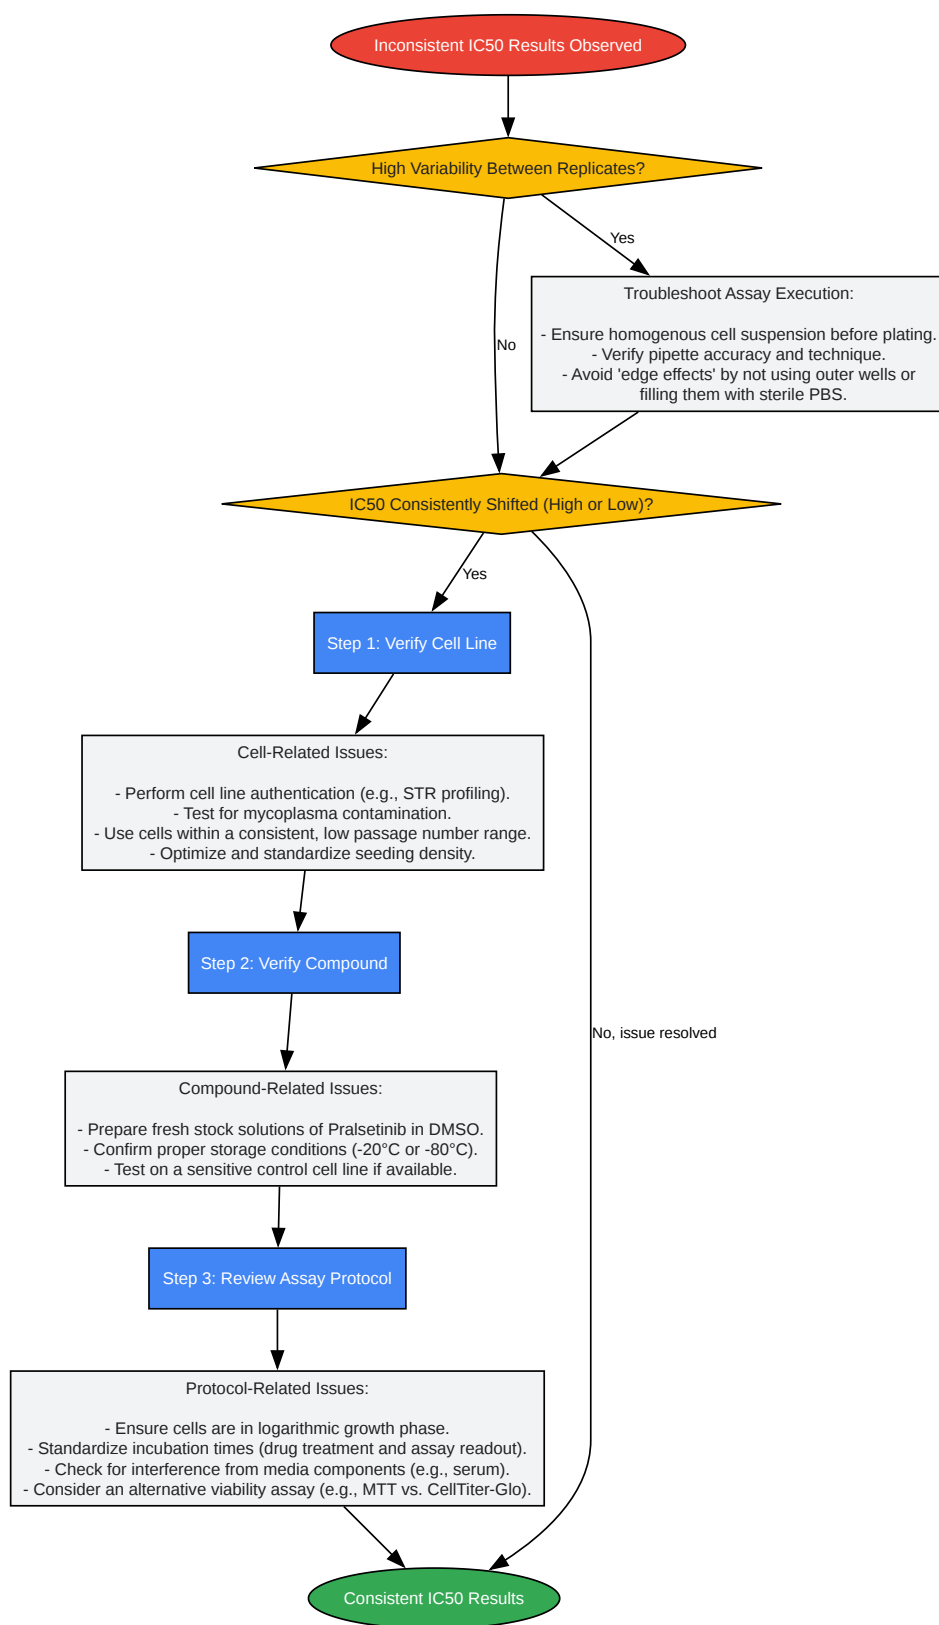 Inconsistent IC50 Results Observed
High Variability Between Replicates?
Yes
Troubleshoot Assay Execution:
- Ensure homogenous cell suspension before plating.
- Verify pipette accuracy and technique.
- Avoid 'edge effects' by not using outer wells or
filling them with sterile PBS.
No
IC50 Consistently Shifted (High or Low)?
Yes
Step 1: Verify Cell Line
Cell-Related Issues:
- Perform cell line authentication (e.g., STR profiling).
- Test for mycoplasma contamination.
- Use cells within a consistent, low passage number range.
- Optimize and standardize seeding density.
Step 2: Verify Compound
No, issue resolved
Compound-Related Issues:
- Prepare fresh stock solutions of Pralsetinib in DMSO.
- Confirm proper storage conditions (-20°C or -80°C).
- Test on a sensitive control cell line if available.
Step 3: Review Assay Protocol
Protocol-Related Issues:
- Ensure cells are in logarithmic growth phase.
- Standardize incubation times (drug treatment and assay readout).
- Check for interference from media components (e.g., serum).
- Consider an alternative viability assay (e.g., MTT vs. CellTiter-Glo).
Consistent IC50 Results